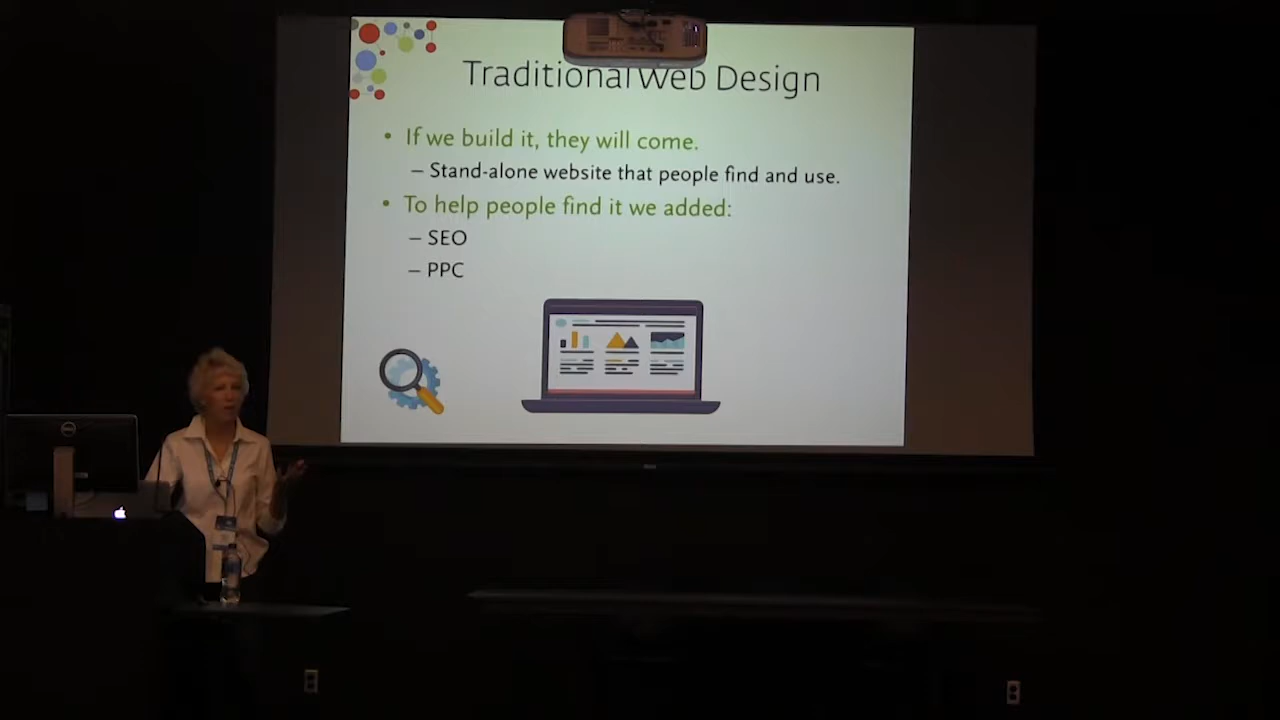 Traditional Web Design
• If we build it, they will come.
– Stand-alone website that people find and use.
• To help people find it we added:
– SEO
– PPC
DELL